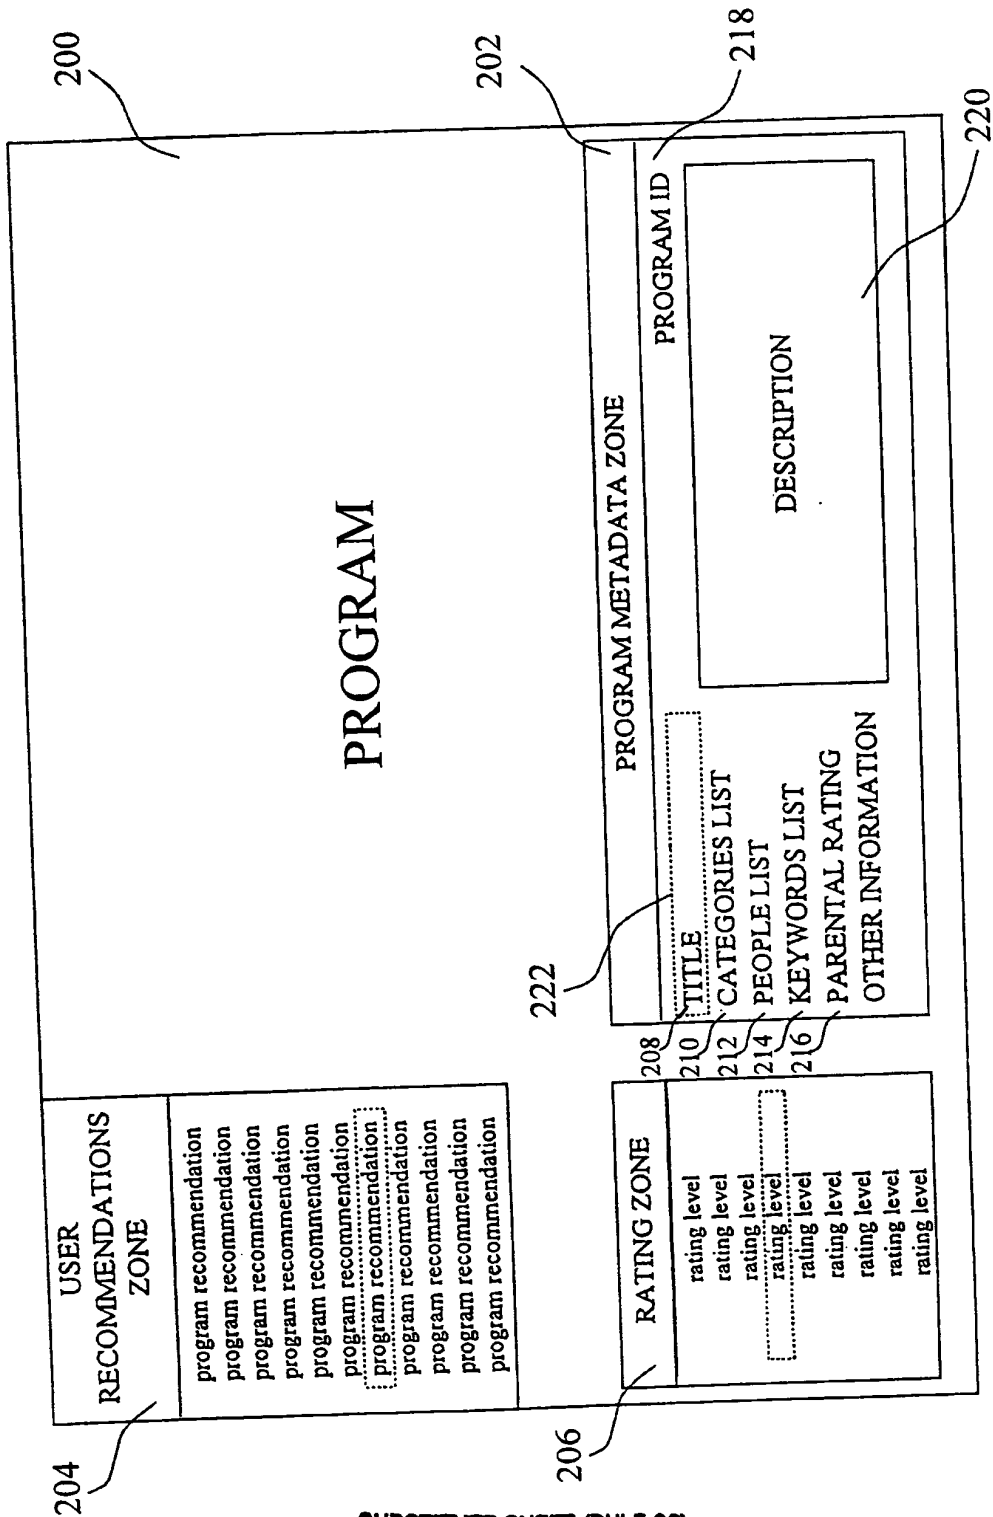 200
USER
RECOMMENDATIONS
ZONE
204
program recommendation
program recommendation
program recommendation
program recommendation
program recommendation
program recommendation
program recommendation
program recommendation
program recommendation
program recommendation
program recommendation
PROGRAM
202
206
RATING ZONE
rating level
rating level
rating level
rating level
rating level
rating level
rating level
rating level
rating level
222
PROGRAM METADATA ZONE
208 TITLE
210 CATEGORIES LIST
212 PEOPLE LIST
214 KEYWORDS LIST
216 PARENTAL RATING
OTHER INFORMATION
PROGRAM ID
218
DESCRIPTION
220